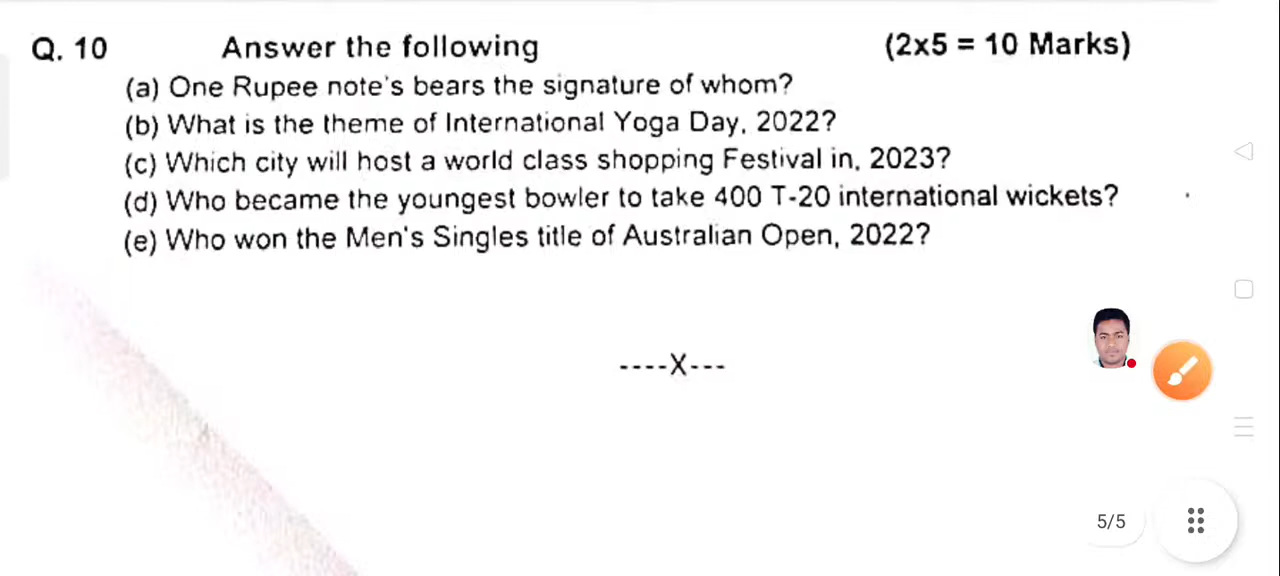 Q. 10 Answer the following (2x5 = 10 Marks)
(a) One Rupee note's bears the signature of whom?
(b) What is the theme of International Yoga Day, 2022?
(c) Which city will host a world class shopping Festival in, 2023?
(d) Who became the youngest bowler to take 400 T-20 international wickets?
(e) Who won the Men's Singles title of Australian Open, 2022?
----X---
5/5